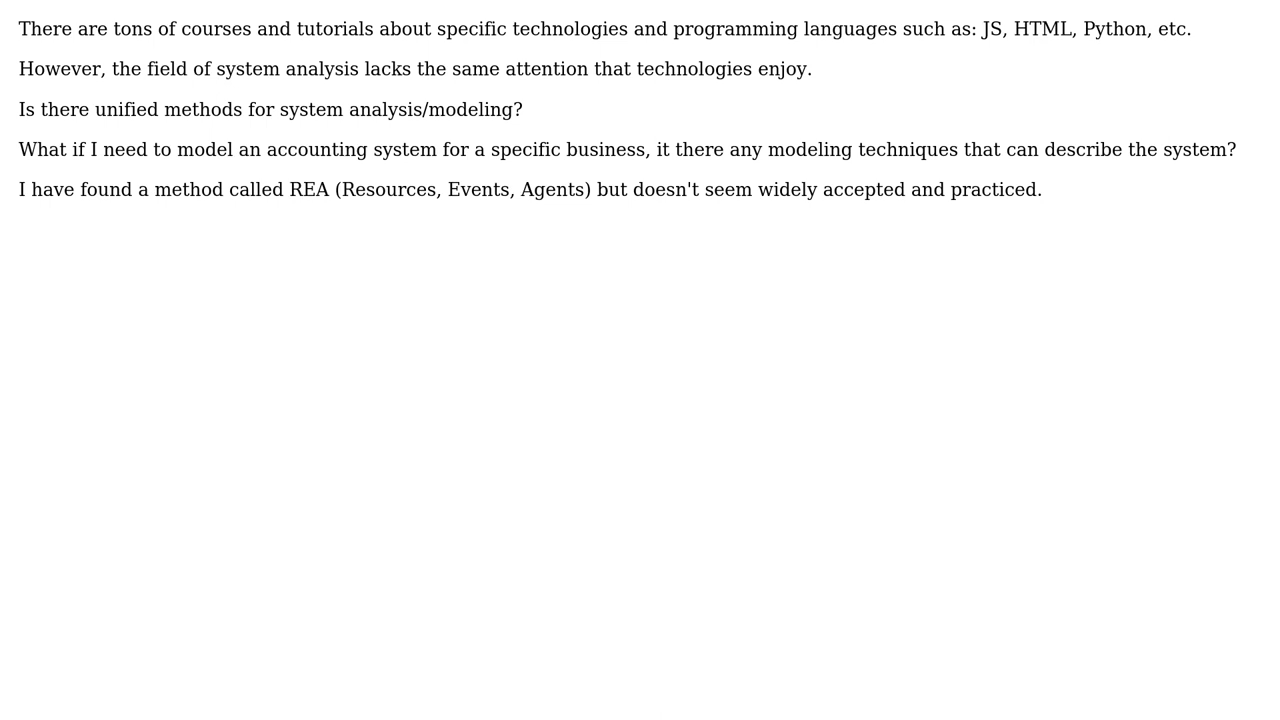 There are tons of courses and tutorials about specific technologies and programming languages such as: JS, HTML, Python, etc.
However, the field of system analysis lacks the same attention that technologies enjoy.
Is there unified methods for system analysis/modeling?
What if I need to model an accounting system for a specific business, it there any modeling techniques that can describe the system?
I have found a method called REA (Resources, Events, Agents) but doesn't seem widely accepted and practiced.